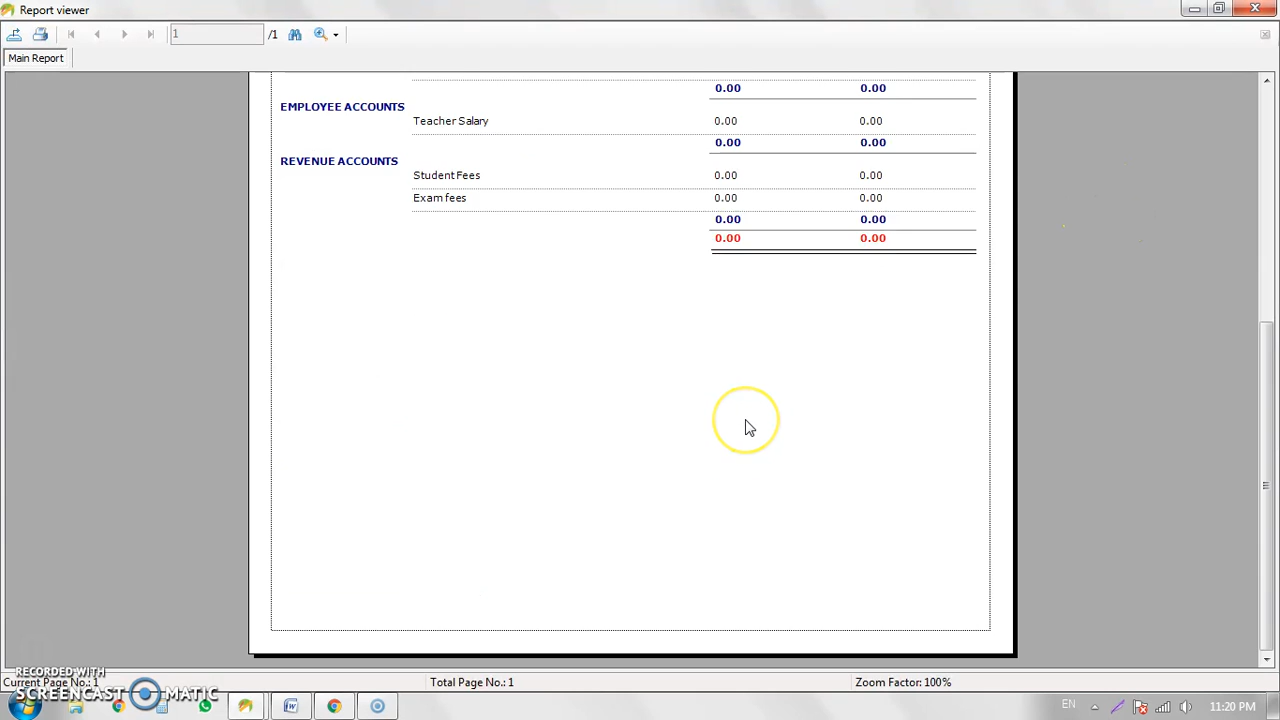 Report viewer
1 /1
Main Report
0.00 0.00
EMPLOYEE ACCOUNTS
Teacher Salary 0.00 0.00
0.00 0.00
REVENUE ACCOUNTS
Student Fees 0.00 0.00
Exam fees 0.00 0.00
0.00 0.00
0.00 0.00
RECORDED WITH
SCREENCAST MATIC
Current Page No.: 1 Total Page No.: 1 Zoom Factor: 100%
EN 11:20 PM